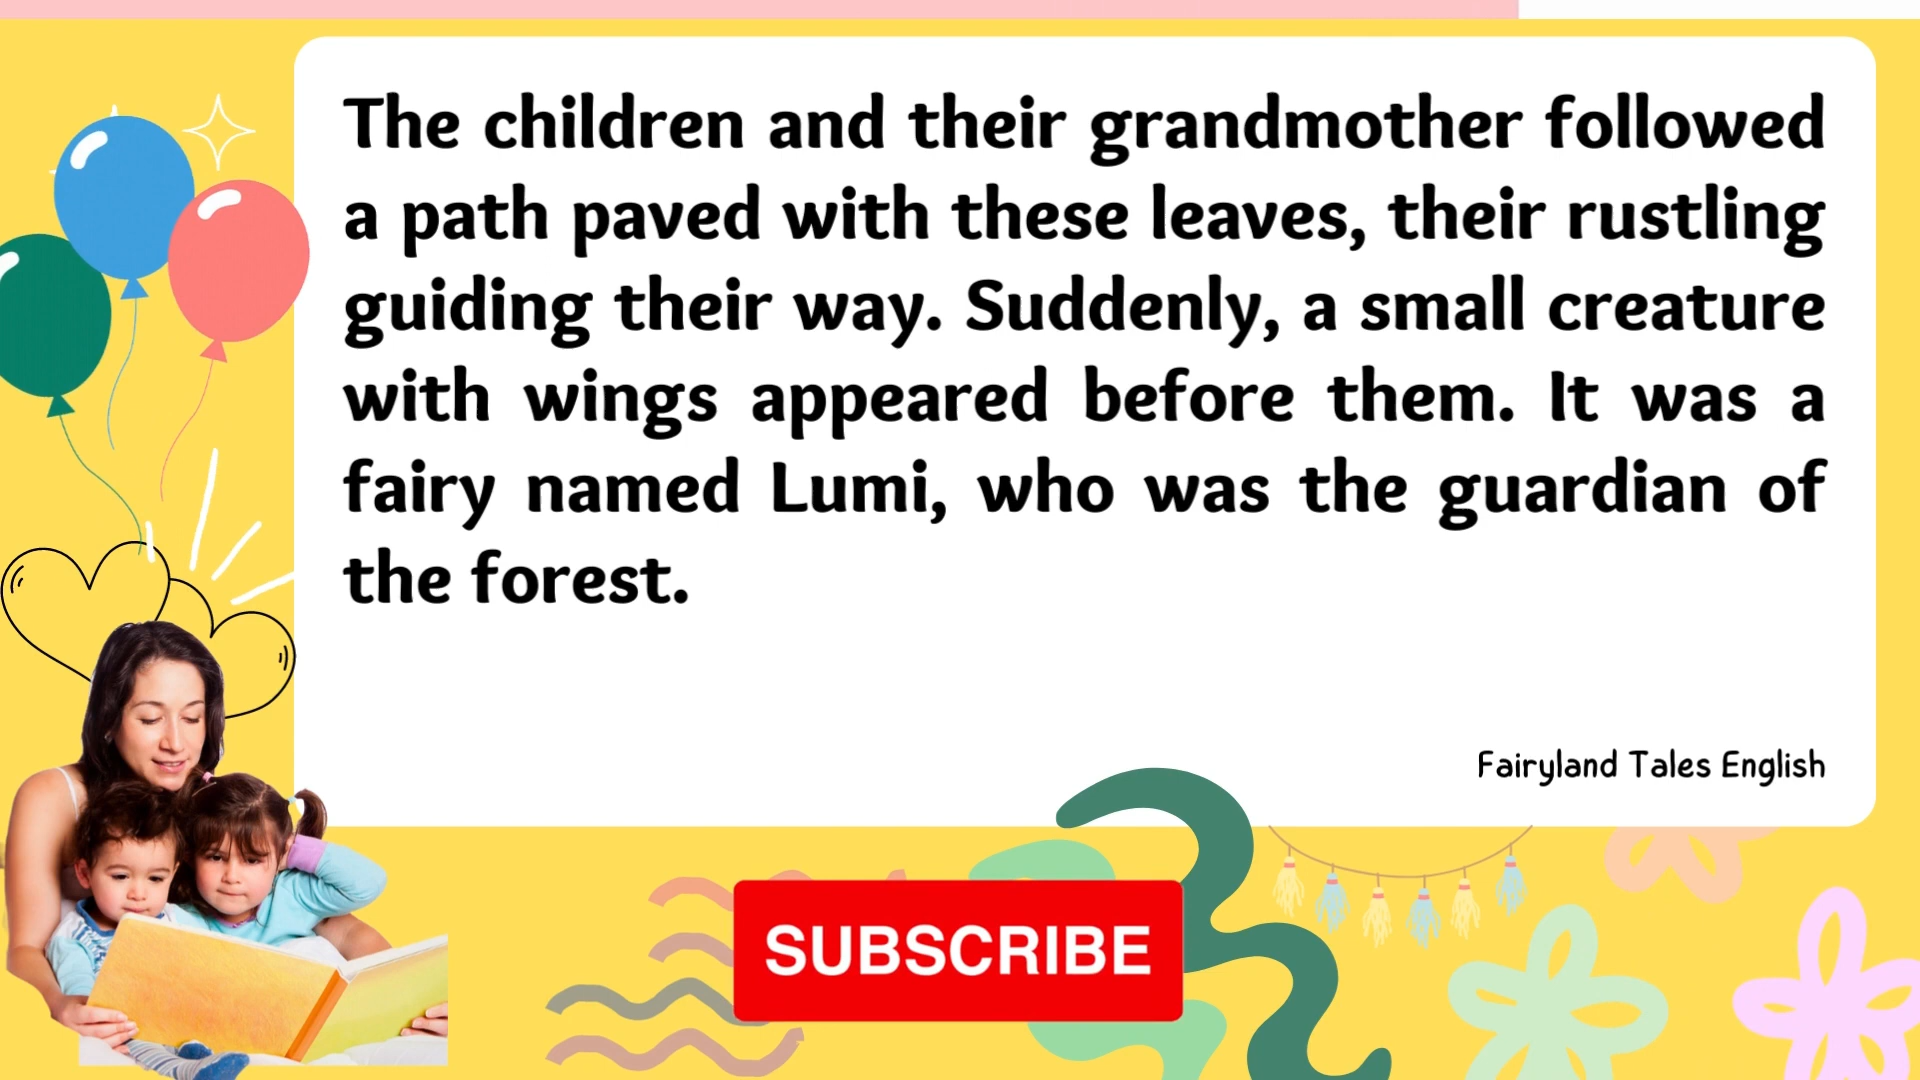 The children and their grandmother followed
a path paved with these leaves, their rustling
guiding their way. Suddenly, a small creature
with wings appeared before them. It was a
fairy named Lumi, who was the guardian of
the forest.
Fairyland Tales English
SUBSCRIBE